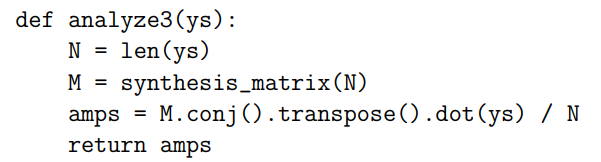 def analyze3(ys):
    N = len(ys)
    M = synthesis_matrix(N)
    amps = M.conj().transpose().dot(ys) / N
    return amps